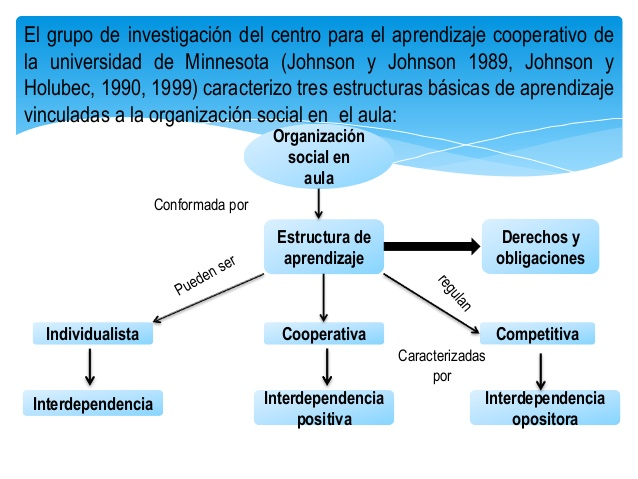 El grupo de investigación del centro para el aprendizaje cooperativo de
la universidad de Minnesota (Johnson y Johnson 1989, Johnson y
Holubec, 1990, 1999) caracterizo tres estructuras básicas de aprendizaje
vinculadas a la organización social en el aula:
Organización
social en
aula
Conformada por
Estructura de
aprendizaje
Derechos y
obligaciones
Pueden ser
regulan
Individualista
Cooperativa
Competitiva
Caracterizadas
por
Interdependencia
Interdependencia
positiva
Interdependencia
opositora